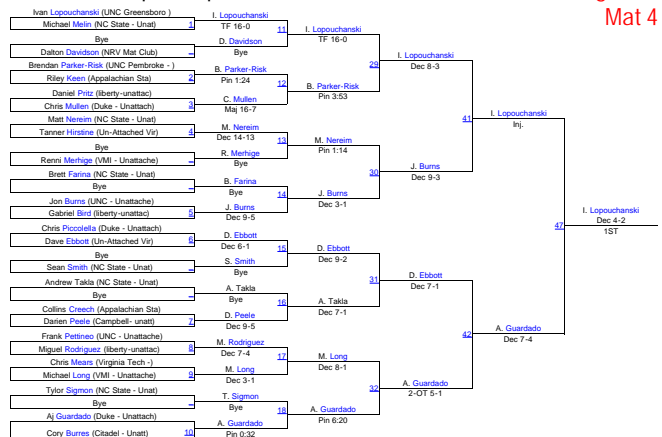 Mat 4
Ivan Lopouchanski (UNC Greensboro )
Michael Melin (NC State - Unat) 1
Bye
Dalton Davidson (NRV Mat Club)
Brendan Parker-Risk (UNC Pembroke - )
Riley Keen (Appalachian Sta) 2
Daniel Pritz (liberty-unattac)
Chris Mullen (Duke - Unattach) 3
Matt Nereim (NC State - Unat)
Tanner Hirstine (Un-Attached Vir) 4
Bye
Renni Merhige (VMI - Unattache)
Brett Farina (NC State - Unat)
Bye
Jon Burns (UNC - Unattache)
Gabriel Bird (liberty-unattac) 5
Chris Piccolella (Duke - Unattach)
Dave Ebbott (Un-Attached Vir) 6
Bye
Sean Smith (NC State - Unat)
Andrew Takla (NC State - Unat)
Bye
Collins Creech (Appalachian Sta)
Darien Peele (Campbell- unatt) 7
Frank Pettineo (UNC - Unattache)
Miguel Rodriguez (liberty-unattac) 8
Chris Mears (Virginia Tech -)
Michael Long (VMI - Unattache) 9
Tylor Sigmon (NC State - Unat)
Bye
Aj Guardado (Duke - Unattach)
Cory Burres (Citadel - Unatt) 10
I. Lopouchanski
TF 16-0
11
D. Davidson
Bye
B. Parker-Risk
Pin 1:24
12
C. Mullen
Maj 16-7
M. Nereim
Dec 14-13
13
R. Merhige
Bye
B. Farina
Bye
14
J. Burns
Dec 9-5
D. Ebbott
Dec 6-1
15
S. Smith
Bye
A. Takla
Bye
16
D. Peele
Dec 9-5
M. Rodriguez
Dec 7-4
17
M. Long
Dec 3-1
T. Sigmon
Bye
18
A. Guardado
Pin 0:32
I. Lopouchanski
TF 16-0
29
B. Parker-Risk
Pin 3:53
M. Nereim
Pin 1:14
30
J. Burns
Dec 3-1
D. Ebbott
Dec 9-2
31
A. Takla
Dec 7-1
M. Long
Dec 8-1
32
A. Guardado
Pin 6:20
I. Lopouchanski
Dec 8-3
41
J. Burns
Dec 9-3
D. Ebbott
Dec 7-1
42
A. Guardado
2-OT 5-1
I. Lopouchanski
Inj.
47
A. Guardado
Dec 7-4
I. Lopouchanski
Dec 4-2
1ST